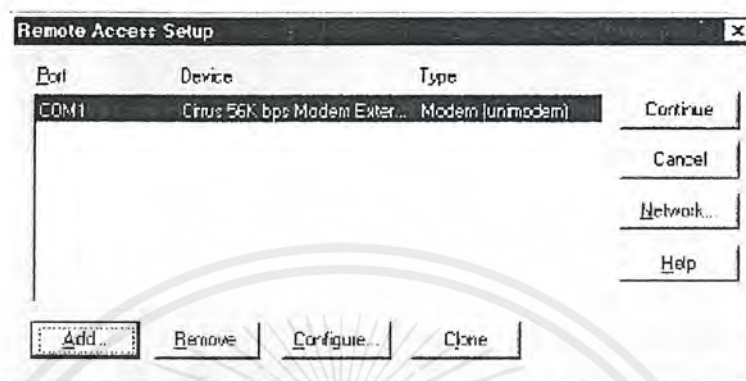 Remote Access Setup
Port Device Type
COM1 Cirrus 56K bps Modem Exter... Modem (unimodem)
Continue
Cancel
Network...
Help
Add... Remove Configure... Clone